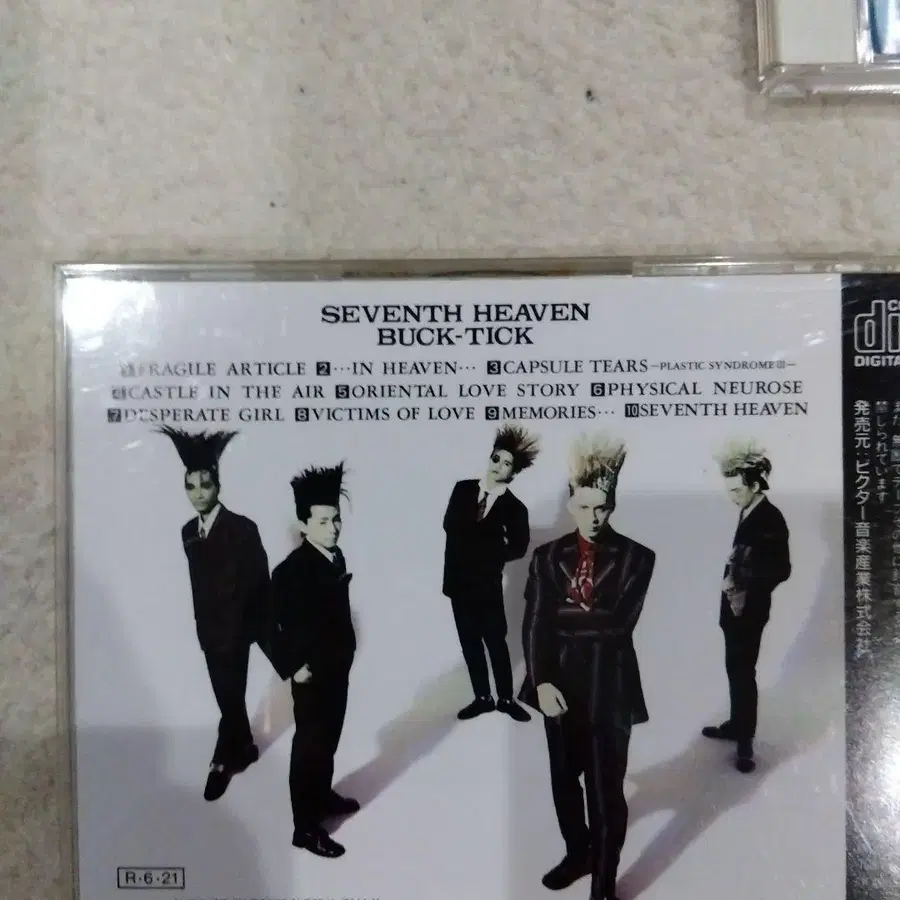 SEVENTH HEAVEN
BUCK-TICK
1 FRAGILE ARTICLE 2 …IN HEAVEN… 3 CAPSULE TEARS –PLASTIC SYNDROME III–
4 CASTLE IN THE AIR 5 ORIENTAL LOVE STORY 6 PHYSICAL NEUROSE
7 DESPERATE GIRL 8 VICTIMS OF LOVE 9 MEMORIES… 10 SEVENTH HEAVEN
DIGITA
禁じられています
発売元:ビクター音楽産業株式会社
R・6・21